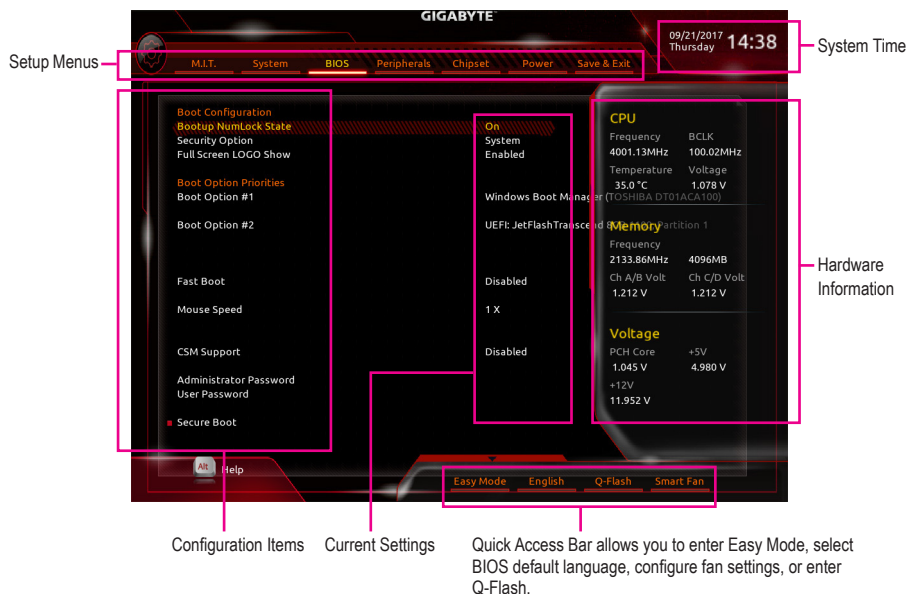 GIGABYTE™
09/21/2017
Thursday
14:38
System Time
Setup Menus
M.I.T. System BIOS Peripherals Chipset Power Save & Exit
Boot Configuration
Bootup NumLock State On
Security Option System
Full Screen LOGO Show Enabled
Boot Option Priorities
Boot Option #1 Windows Boot Manager (TOSHIBA DT01ACA100)
Boot Option #2 UEFI: JetFlashTranscend Partition 1
Fast Boot Disabled
Mouse Speed 1 X
CSM Support Disabled
Administrator Password
User Password
Secure Boot
CPU
Frequency BCLK
4001.13MHz 100.02MHz
Temperature Voltage
35.0 °C 1.078 V
Memory
Frequency
2133.86MHz 4096MB
Ch A/B Volt Ch C/D Volt
1.212 V 1.212 V
Voltage
PCH Core +5V
1.045 V 4.980 V
+12V
11.952 V
Hardware
Information
Alt Help
Easy Mode English Q-Flash Smart Fan
Configuration Items
Current Settings
Quick Access Bar allows you to enter Easy Mode, select
BIOS default language, configure fan settings, or enter
Q-Flash.